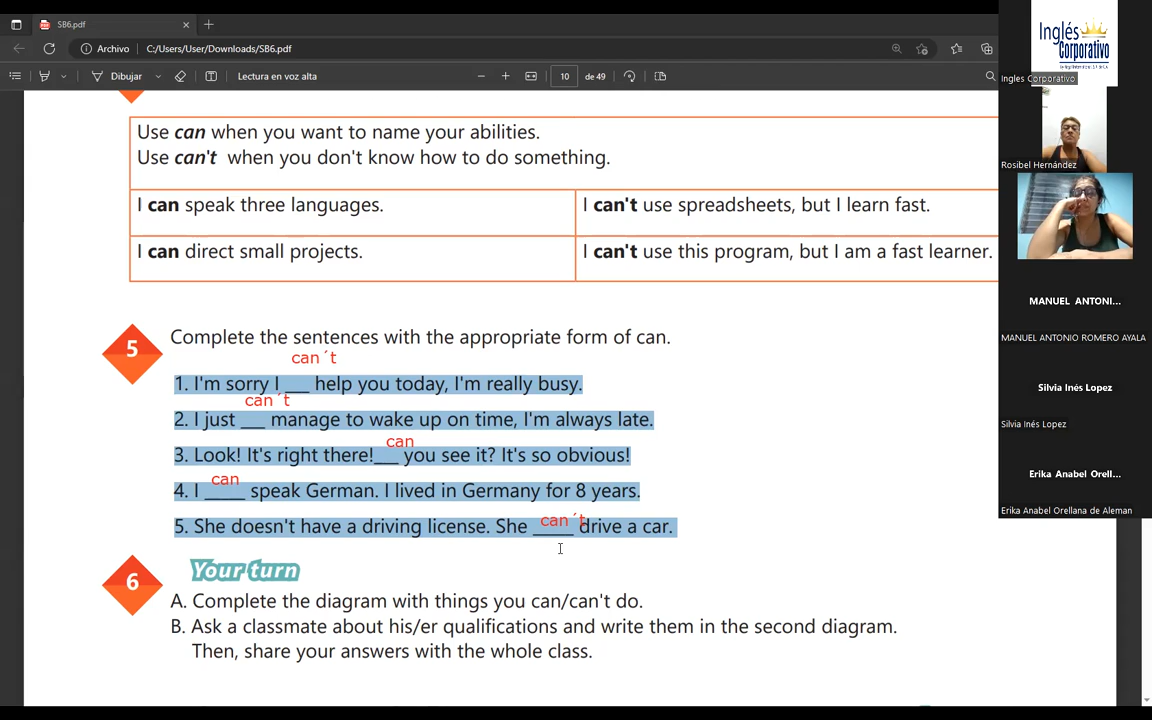 SB6.pdf
Archivo C:/Users/User/Downloads/SB6.pdf
Dibujar Lectura en voz alta 10 de 49
Use can when you want to name your abilities.
Use can't when you don't know how to do something.
I can speak three languages. I can't use spreadsheets, but I learn fast.
I can direct small projects. I can't use this program, but I am a fast learner.
5 Complete the sentences with the appropriate form of can.
can´t
1. I'm sorry I ___ help you today, I'm really busy.
can´t
2. I just ___ manage to wake up on time, I'm always late.
can
3. Look! It's right there!___ you see it? It's so obvious!
can
4. I _____ speak German. I lived in Germany for 8 years.
can´t
5. She doesn't have a driving license. She _____ drive a car.
6 Your turn
A. Complete the diagram with things you can/can't do.
B. Ask a classmate about his/er qualifications and write them in the second diagram.
Then, share your answers with the whole class.
Inglés
Corporativo
Ingles Corporativo
Rosibel Hernández
MANUEL ANTONI...
MANUEL ANTONIO ROMERO AYALA
Silvia Inés Lopez
Silvia Inés Lopez
Erika Anabel Orell...
Erika Anabel Orellana de Aleman